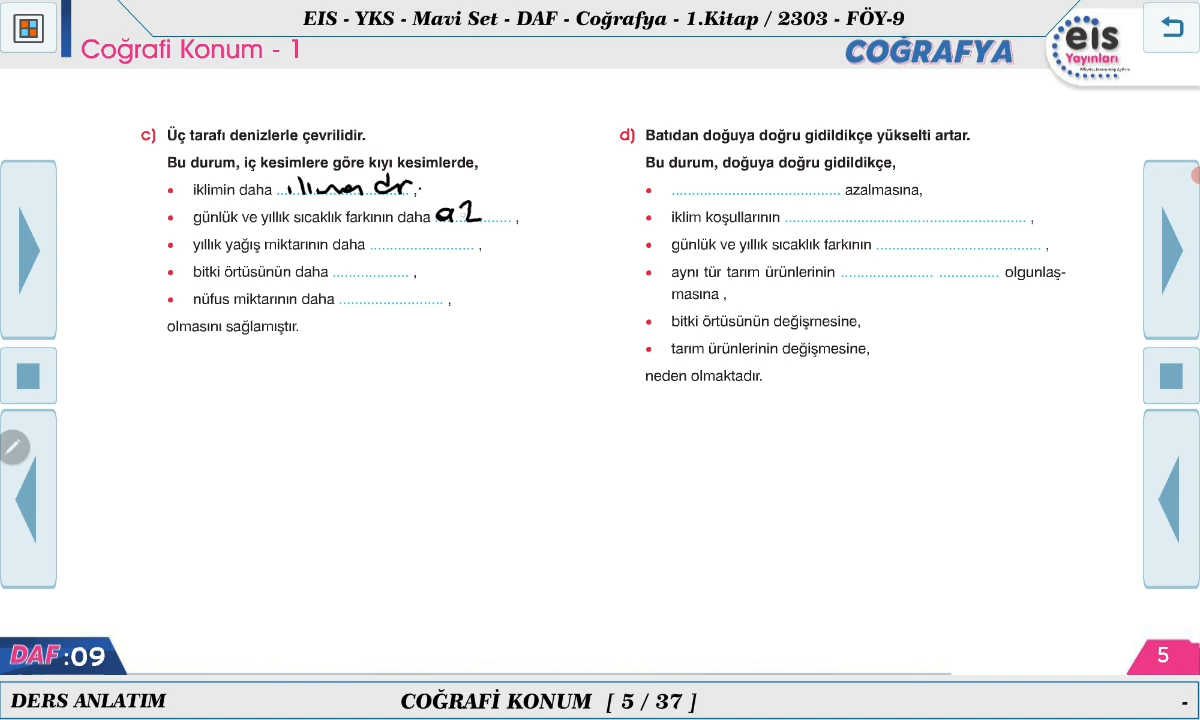 EIS - YKS - Mavi Set - DAF - Coğrafya - 1.Kitap / 2303 - FÖY-9
Coğrafi Konum - 1
COĞRAFYA
eis
Yayınları
c) Üç tarafı denizlerle çevrilidir.
Bu durum, iç kesimlere göre kıyı kesimlerde,
• iklimin daha ılıman dır ,
• günlük ve yıllık sıcaklık farkının daha az ,
• yıllık yağış miktarının daha .......................... ,
• bitki örtüsünün daha ................... ,
• nüfus miktarının daha .......................... ,
olmasını sağlamıştır.
d) Batıdan doğuya doğru gidildikçe yükselti artar.
Bu durum, doğuya doğru gidildikçe,
• .......................................... azalmasına,
• iklim koşullarının ............................................................ ,
• günlük ve yıllık sıcaklık farkının ......................................... ,
• aynı tür tarım ürünlerinin ....................... ............... olgunlaş-
masına ,
• bitki örtüsünün değişmesine,
• tarım ürünlerinin değişmesine,
neden olmaktadır.
DAF :09
5
DERS ANLATIM
COĞRAFİ KONUM [ 5 / 37 ]
-